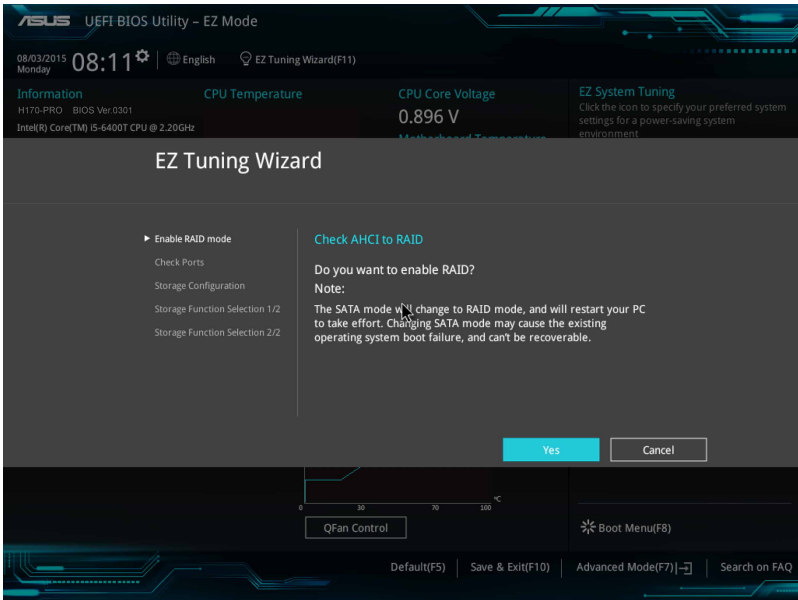 ASUS UEFI BIOS Utility – EZ Mode
08/03/2015
Monday
08:11
English
EZ Tuning Wizard(F11)
Information
H170-PRO BIOS Ver.0301
Intel(R) Core(TM) i5-6400T CPU @ 2.20GHz
CPU Temperature
CPU Core Voltage
0.896 V
Motherboard Temperature
EZ System Tuning
Click the icon to specify your preferred system
settings for a power-saving system
environment
EZ Tuning Wizard
Enable RAID mode
Check Ports
Storage Configuration
Storage Function Selection 1/2
Storage Function Selection 2/2
Check AHCI to RAID
Do you want to enable RAID?
Note:
The SATA mode will change to RAID mode, and will restart your PC
to take effort. Changing SATA mode may cause the existing
operating system boot failure, and can't be recoverable.
Yes
Cancel
0 30 70 100
°C
QFan Control
Boot Menu(F8)
Default(F5)
Save & Exit(F10)
Advanced Mode(F7)
Search on FAQ